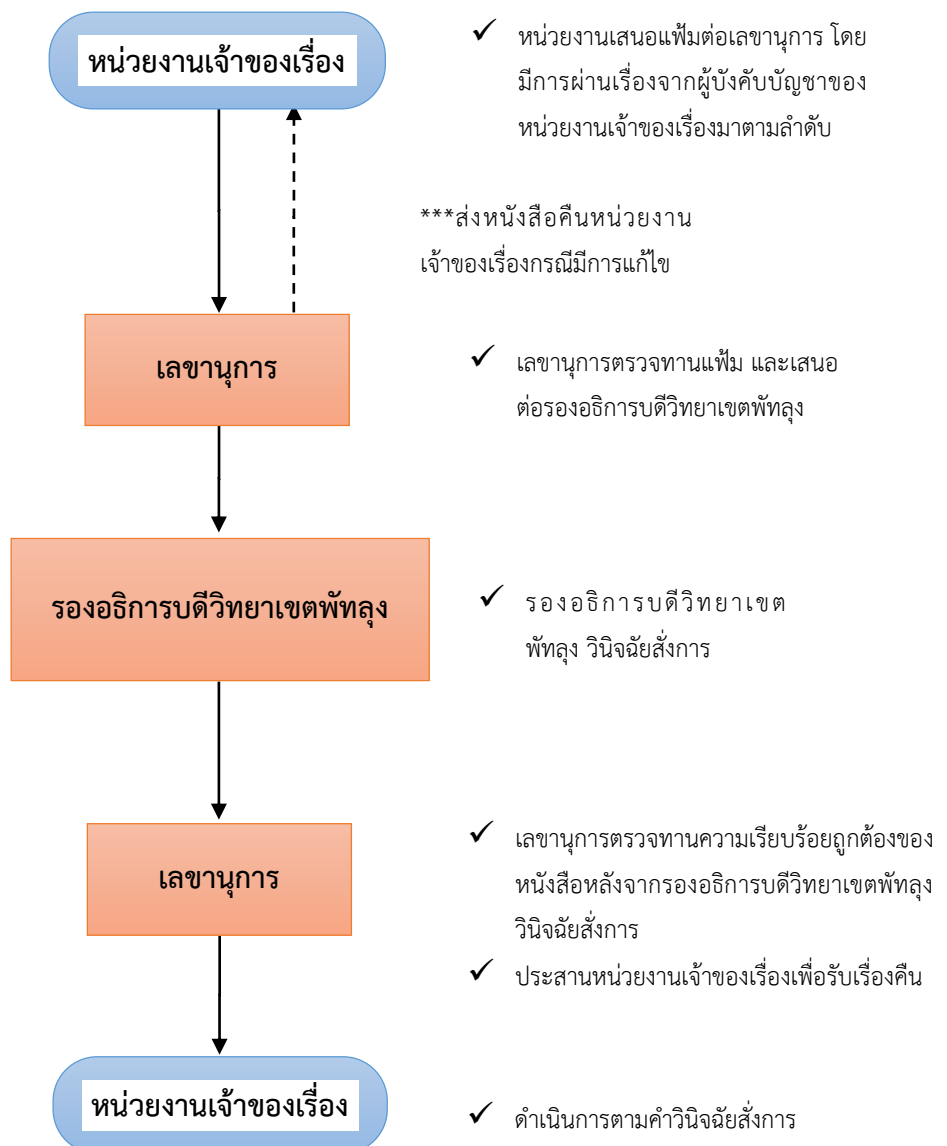 หน่วยงานเจ้าของเรื่อง
✓ หน่วยงานเสนอแฟ้มต่อเลขานุการ โดย
มีการผ่านเรื่องจากผู้บังคับบัญชาของ
หน่วยงานเจ้าของเรื่องมาตามลำดับ
***ส่งหนังสือคืนหน่วยงาน
เจ้าของเรื่องกรณีมีการแก้ไข
เลขานุการ
✓ เลขานุการตรวจทานแฟ้ม และเสนอ
ต่อรองอธิการบดีวิทยาเขตพัทลุง
รองอธิการบดีวิทยาเขตพัทลุง
✓ รองอธิการบดีวิทยาเขต
พัทลุง วินิจฉัยสั่งการ
เลขานุการ
✓ เลขานุการตรวจทานความเรียบร้อยถูกต้องของ
หนังสือหลังจากรองอธิการบดีวิทยาเขตพัทลุง
วินิจฉัยสั่งการ
✓ ประสานหน่วยงานเจ้าของเรื่องเพื่อรับเรื่องคืน
หน่วยงานเจ้าของเรื่อง
✓ ดำเนินการตามคำวินิจฉัยสั่งการ